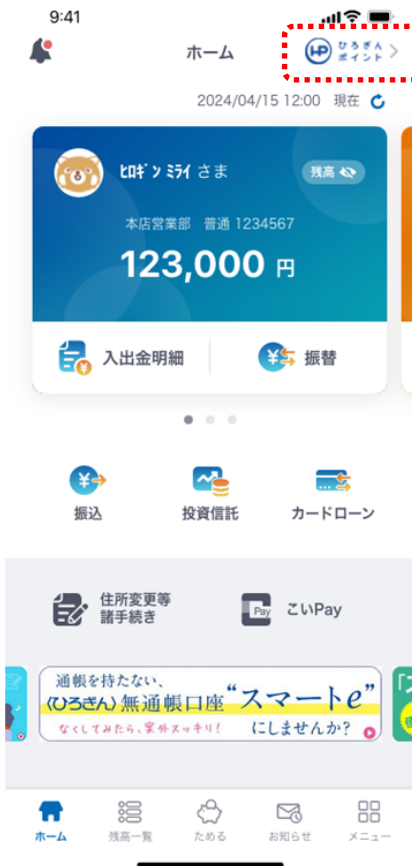 9:41
ホーム
HP ひろぎん
ポイント
2024/04/15 12:00 現在
ﾋﾛｷﾞﾝ ﾐﾗｲ さま
残高
本店営業部 普通 1234567
123,000 円
入出金明細
振替
振込
投資信託
カードローン
住所変更等
諸手続き
Pay
こいPay
通帳を持たない、
〈ひろぎん〉無通帳口座“スマートe”
なくしてみたら、案外スッキリ!
にしませんか?
ホーム
残高一覧
ためる
お知らせ
メニュー